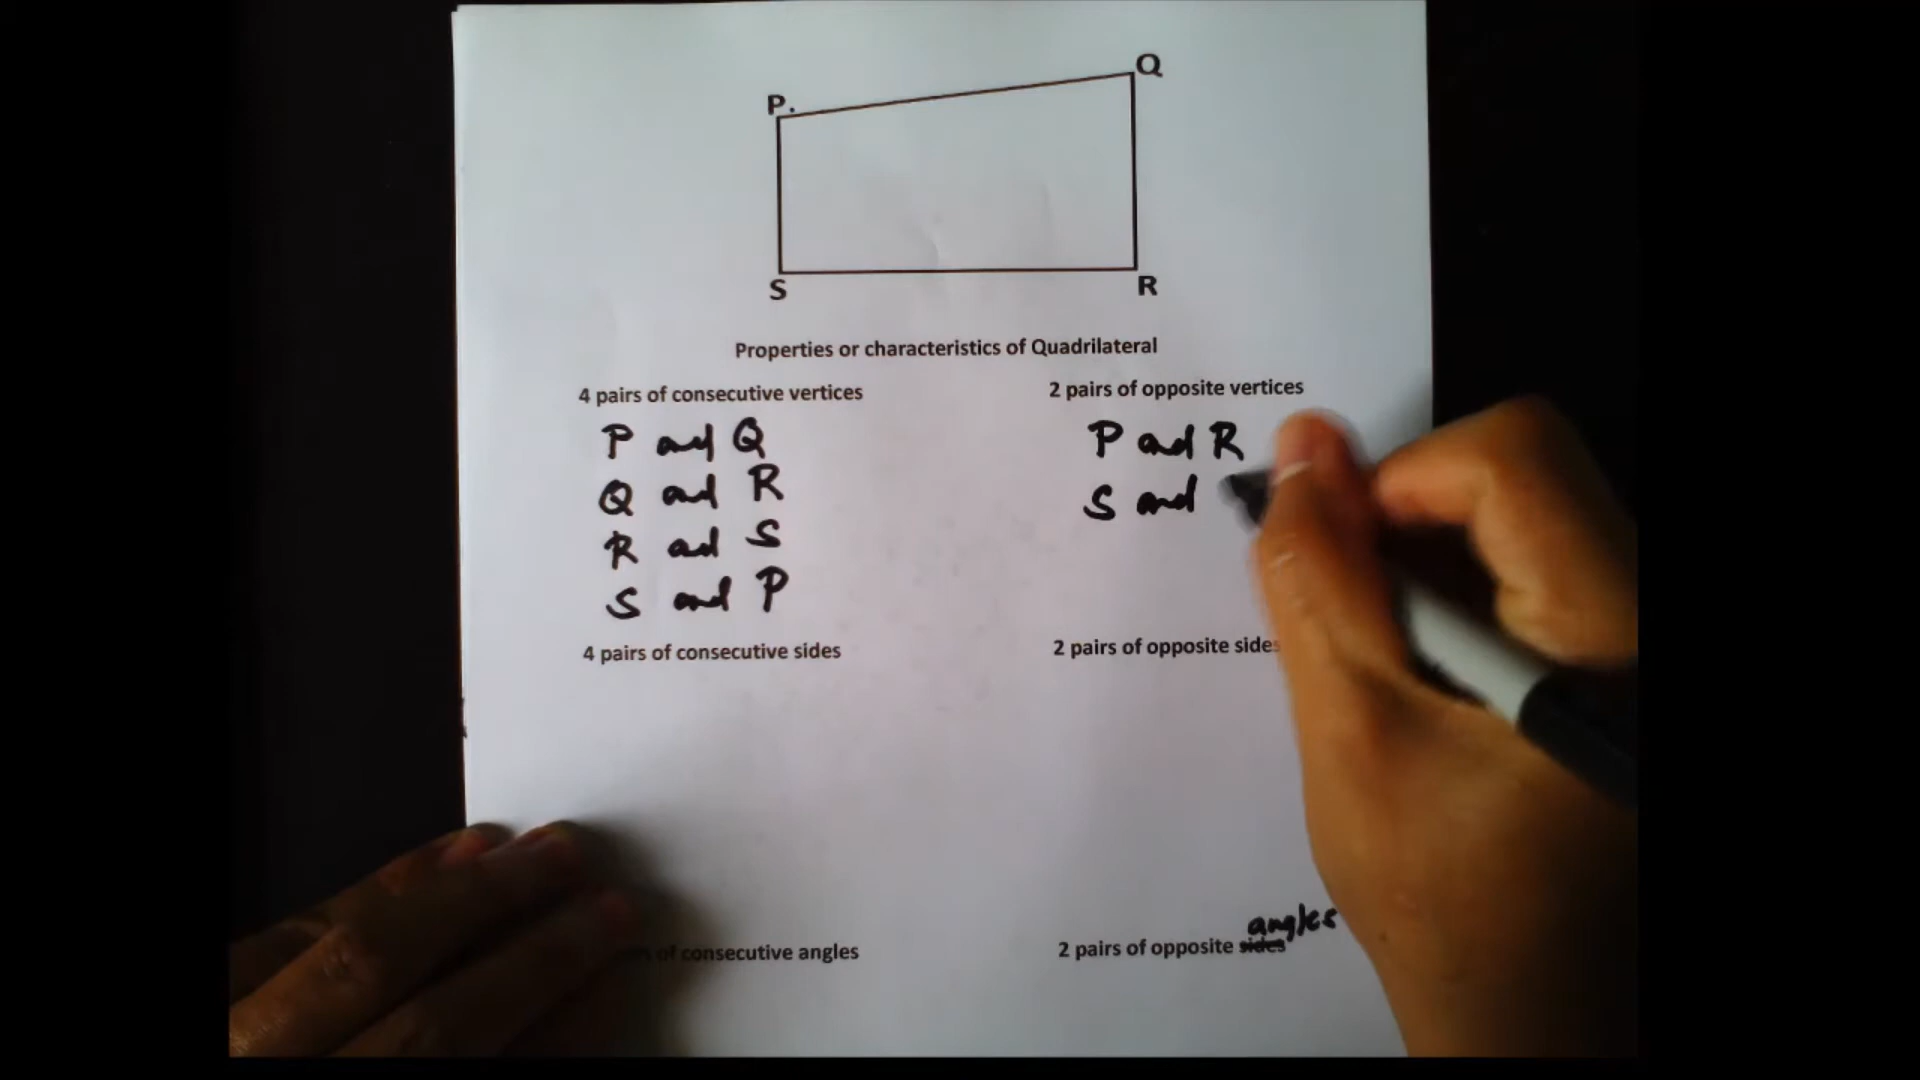 P.
Q
S
R
Properties or characteristics of Quadrilateral
4 pairs of consecutive vertices
P and Q
Q and R
R ad S
S and P
2 pairs of opposite vertices
P and R
S and
4 pairs of consecutive sides
2 pairs of opposite sides
of consecutive angles
angles
2 pairs of opposite sides